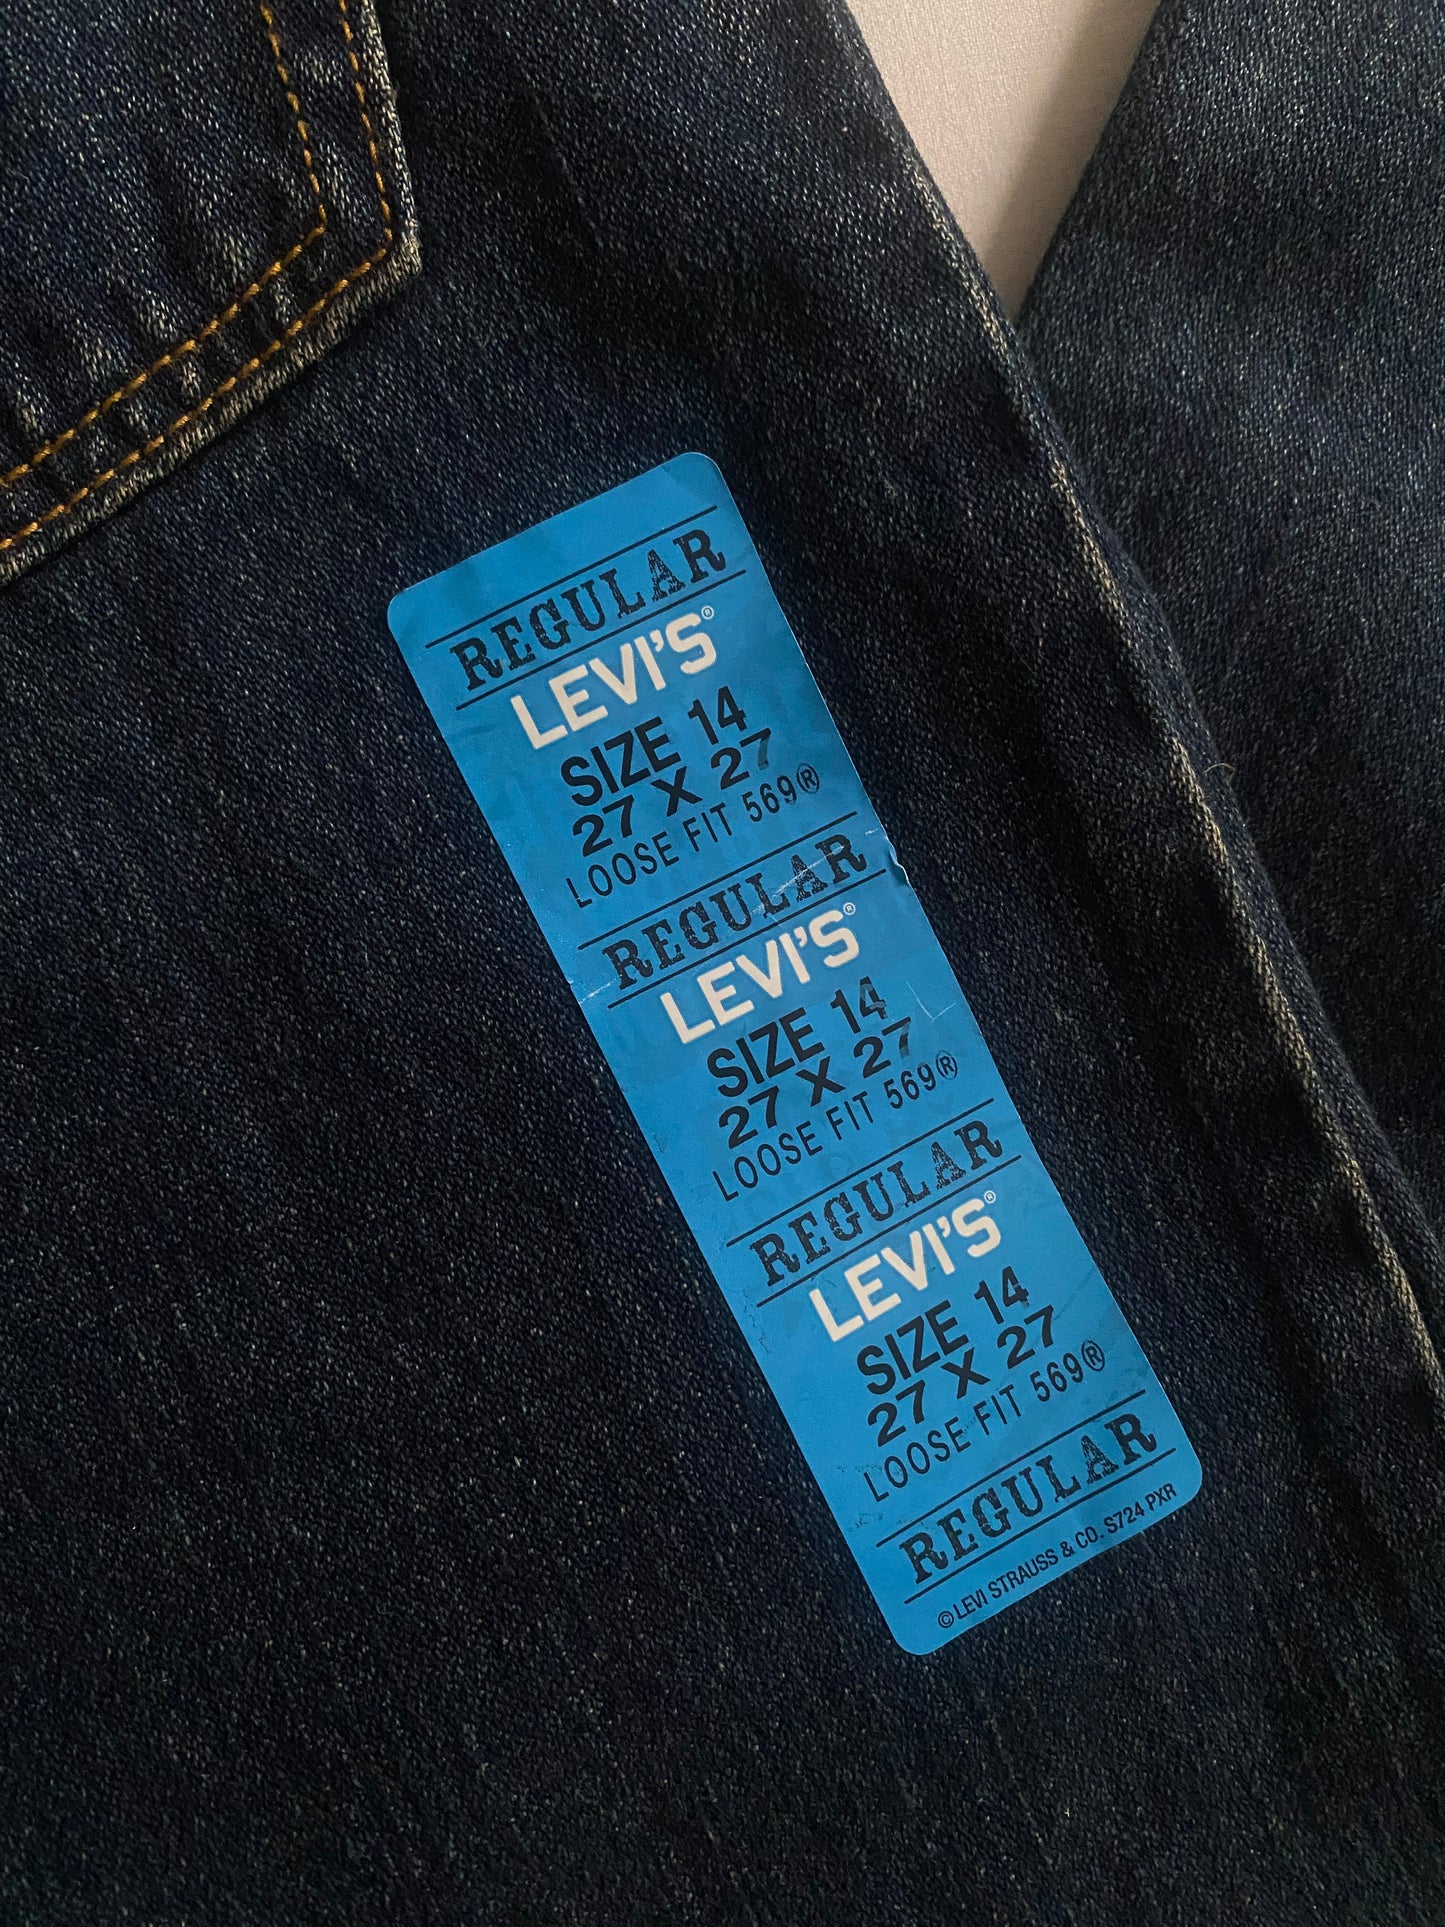 REGULAR
LEVI'S®
SIZE 14
27 X 27
LOOSE FIT 569®
REGULAR
LEVI'S®
SIZE 14
27 X 27
LOOSE FIT 569®
REGULAR
LEVI'S®
SIZE 14
27 X 27
LOOSE FIT 569®
REGULAR
©LEVI STRAUSS & CO. S724 PXR